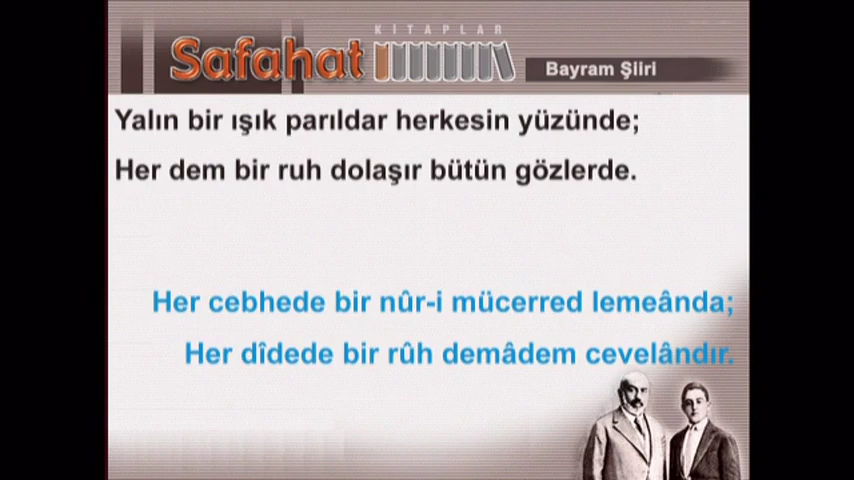 KİTAPLAR
Safahat
Bayram Şiiri
Yalın bir ışık parıldar herkesin yüzünde;
Her dem bir ruh dolaşır bütün gözlerde.
Her cebhede bir nûr-i mücerred lemeânda;
Her dîdede bir rûh demâdem cevelândır.